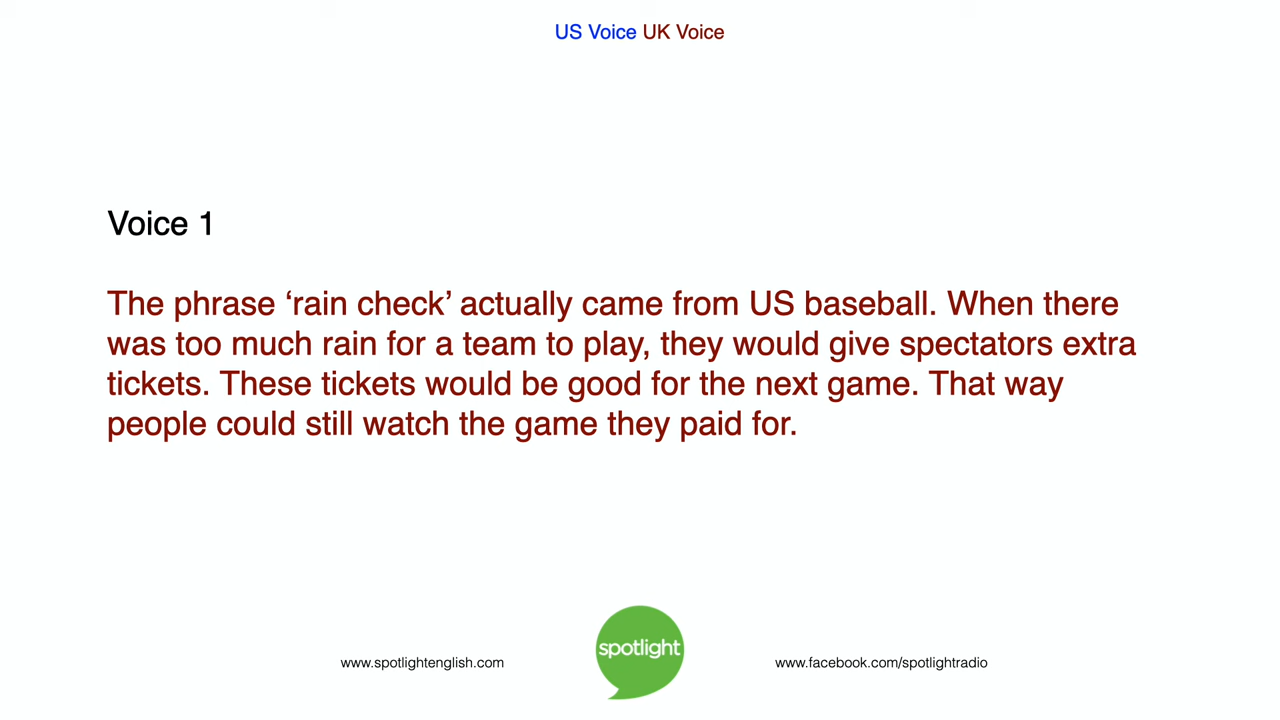 US Voice UK Voice
Voice 1
The phrase ‘rain check’ actually came from US baseball. When there
was too much rain for a team to play, they would give spectators extra
tickets. These tickets would be good for the next game. That way
people could still watch the game they paid for.
spotlight
www.spotlightenglish.com
www.facebook.com/spotlightradio